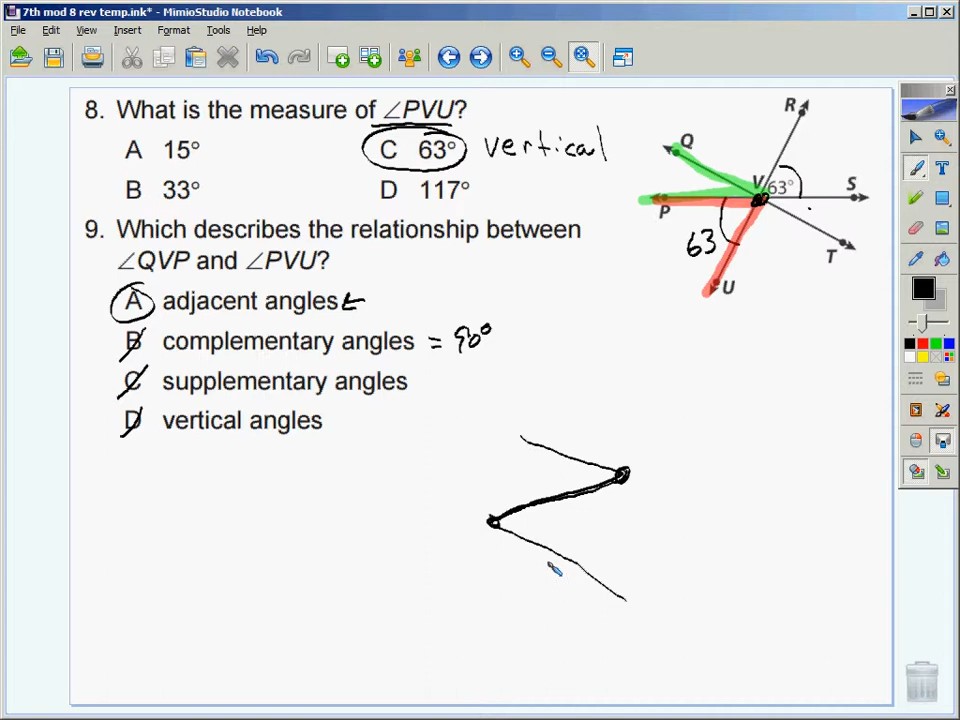 7th mod 8 rev temp.ink* - MimioStudio Notebook
File Edit View Insert Format Tools Help
8. What is the measure of ∠PVU?
A 15° C 63° vertical
B 33° D 117°
9. Which describes the relationship between
∠QVP and ∠PVU?
A adjacent angles
B complementary angles = 90°
C supplementary angles
D vertical angles
R
Q
V
63°
S
P
63
T
U
T